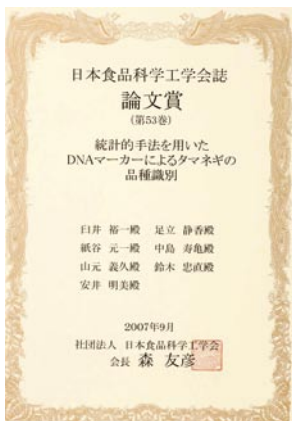 日本食品科学工学会誌
論文賞
(第53巻)
統計的手法を用いた
DNAマーカーによるタマネギの
品種識別
臼井 裕一殿 足立 静香殿
紙谷 元一殿 中島 寿亀殿
山元 義久殿 鈴木 忠直殿
安井 明美殿
2007年9月
社団法人 日本食品科学工学会
会長 森 友彦